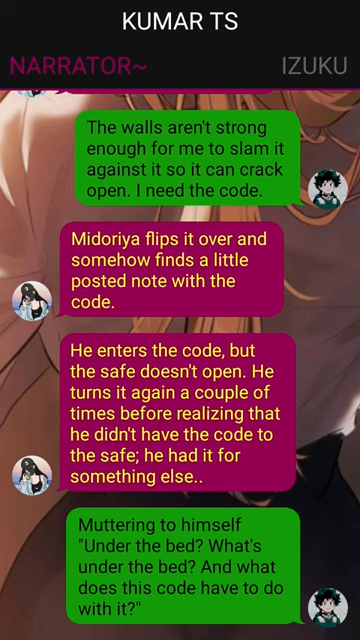 KUMAR TS
NARRATOR~
IZUKU
The walls aren't strong
enough for me to slam it
against it so it can crack
open. I need the code.
Midoriya flips it over and
somehow finds a little
posted note with the
code.
He enters the code, but
the safe doesn't open. He
turns it again a couple of
times before realizing that
he didn't have the code to
the safe; he had it for
something else..
Muttering to himself
"Under the bed? What's
under the bed? And what
does this code have to do
with it?"